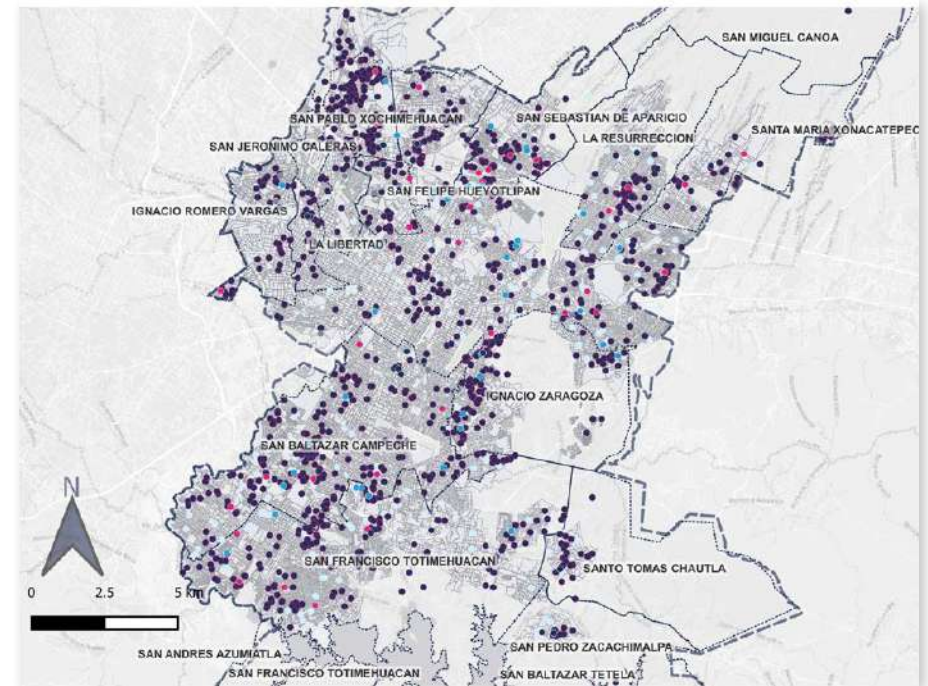 SAN MIGUEL CANOA
SAN PABLO XOCHIMEHUACAN
SAN SEBASTIAN DE APARICIO
LA RESURRECCION
SANTA MARIA XONACATEPEC
SAN JERONIMO CALERAS
SAN FELIPE HUEYOTLIPAN
IGNACIO ROMERO VARGAS
LA LIBERTAD
IGNACIO ZARAGOZA
SAN BALTAZAR CAMPECHE
N
SAN FRANCISCO TOTIMEHUACAN
SANTO TOMAS CHAUTLA
0 2.5 5 km
SAN ANDRES AZUMIATLA
SAN PEDRO ZACACHIMALPA
SAN FRANCISCO TOTIMEHUACAN
SAN BALTAZAR TETELA